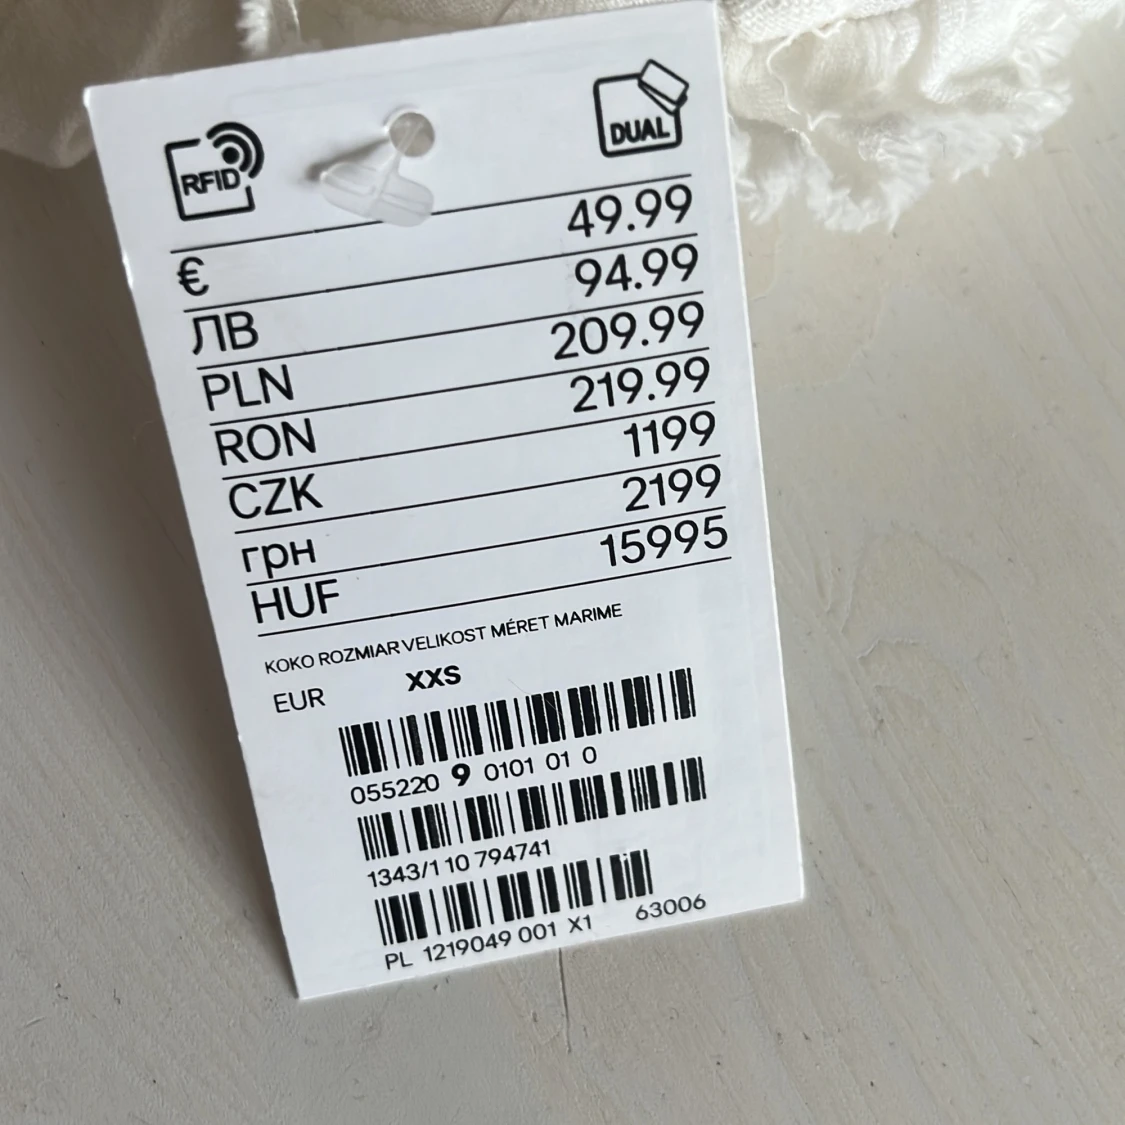 RFID
DUAL
€ 49.99
ЛВ 94.99
PLN 209.99
RON 219.99
CZK 1199
грн 2199
HUF 15995
KOKO ROZMIAR VELIKOST MÉRET MARIME
EUR XXS
055220 9 0101 01 0
1343/1 10 794741
PL 1219049 001 X1 63006